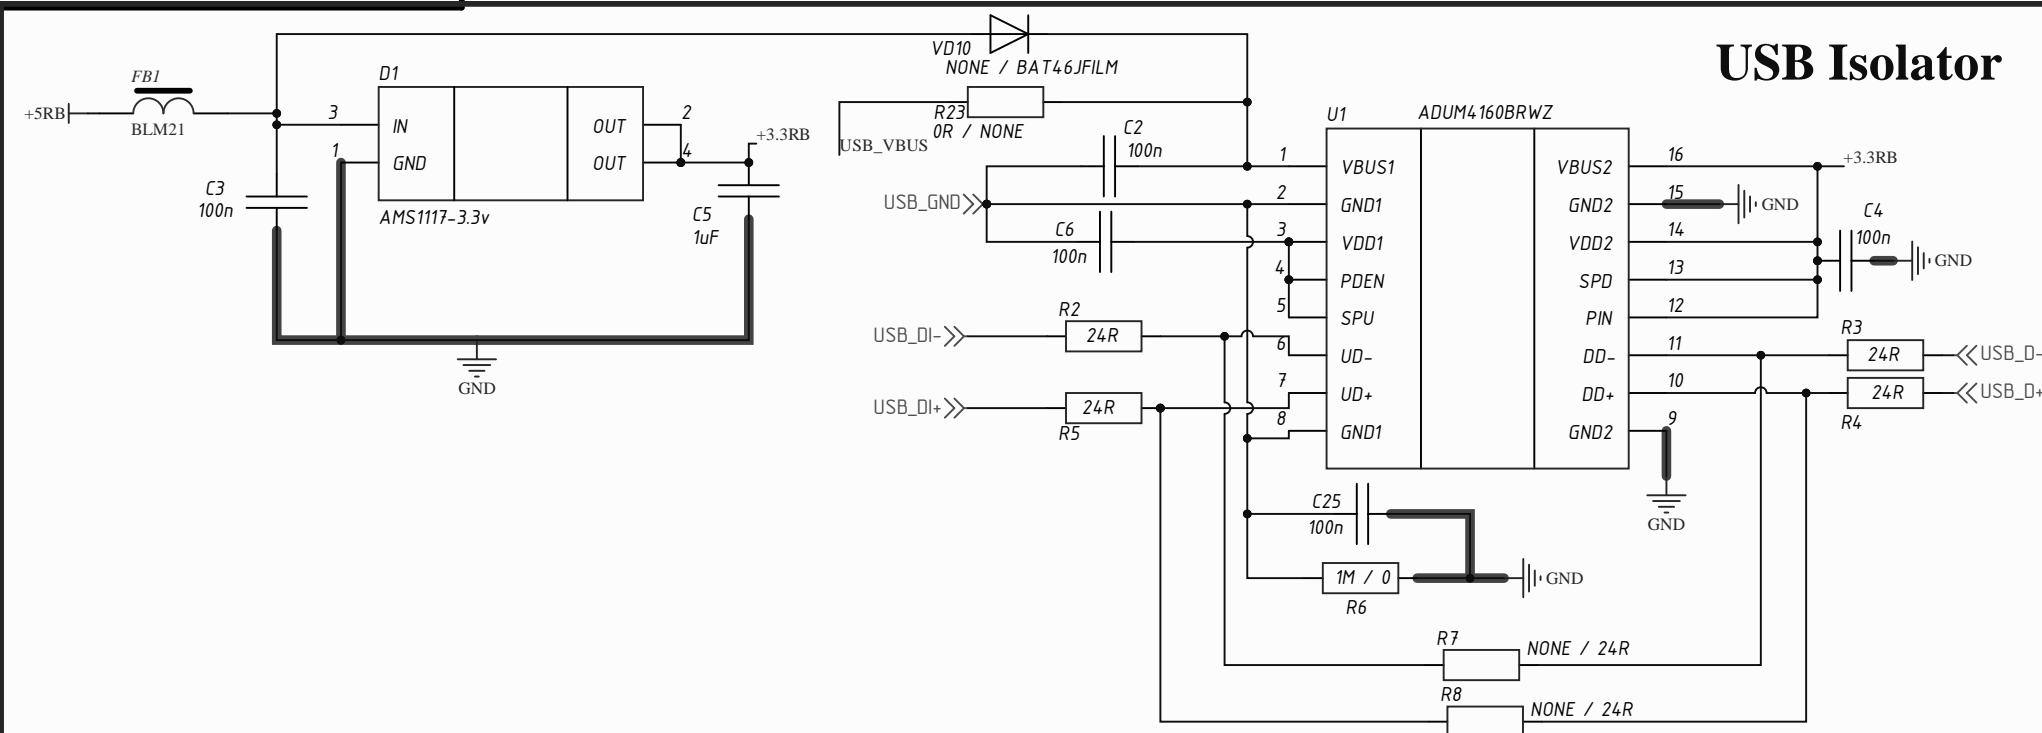 USB Isolator
VD10
NONE / BAT46JFILM
FB1
+5RB
BLM21
D1
3
IN
OUT
2
1
GND
OUT
4
+3.3RB
AMS1117-3.3v
C3
100n
C5
1uF
GND
R23
0R / NONE
USB_VBUS
C2
100n
USB_GND
C6
100n
U1
ADUM4160BRWZ
1
VBUS1
VBUS2
16
+3.3RB
2
GND1
GND2
15
GND
3
VDD1
VDD2
14
4
PDEN
SPD
13
5
SPU
PIN
12
6
UD-
DD-
11
7
UD+
DD+
10
8
GND1
GND2
9
GND
C4
100n
GND
USB_DI-
R2
24R
USB_DI+
24R
R5
R3
24R
USB_D-
24R
R4
USB_D+
C25
100n
1M / 0
R6
GND
R7
NONE / 24R
R8
NONE / 24R